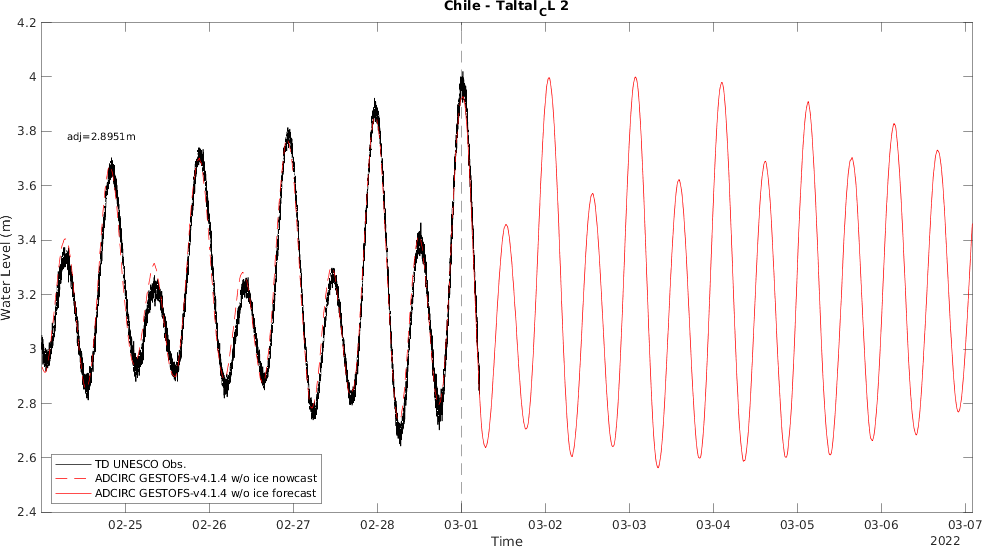 Chile - Taltal_CL 2
4.2
4
3.8
3.6
3.4
3.2
3
2.8
2.6
2.4
Water Level (m)
adj=2.8951m
TD UNESCO Obs.
ADCIRC GESTOFS-v4.1.4 w/o ice nowcast
ADCIRC GESTOFS-v4.1.4 w/o ice forecast
02-25 02-26 02-27 02-28 03-01 03-02 03-03 03-04 03-05 03-06 03-07
Time
2022